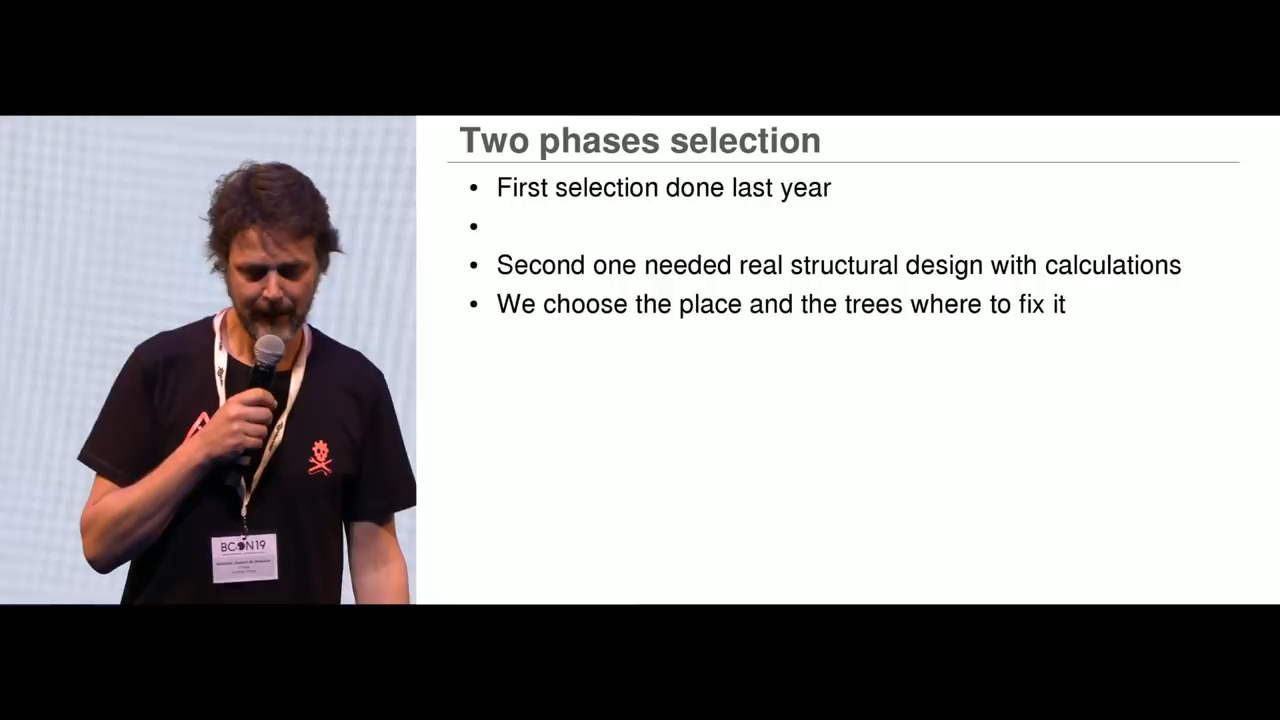 Two phases selection
• First selection done last year
•
• Second one needed real structural design with calculations
• We choose the place and the trees where to fix it
BCON19